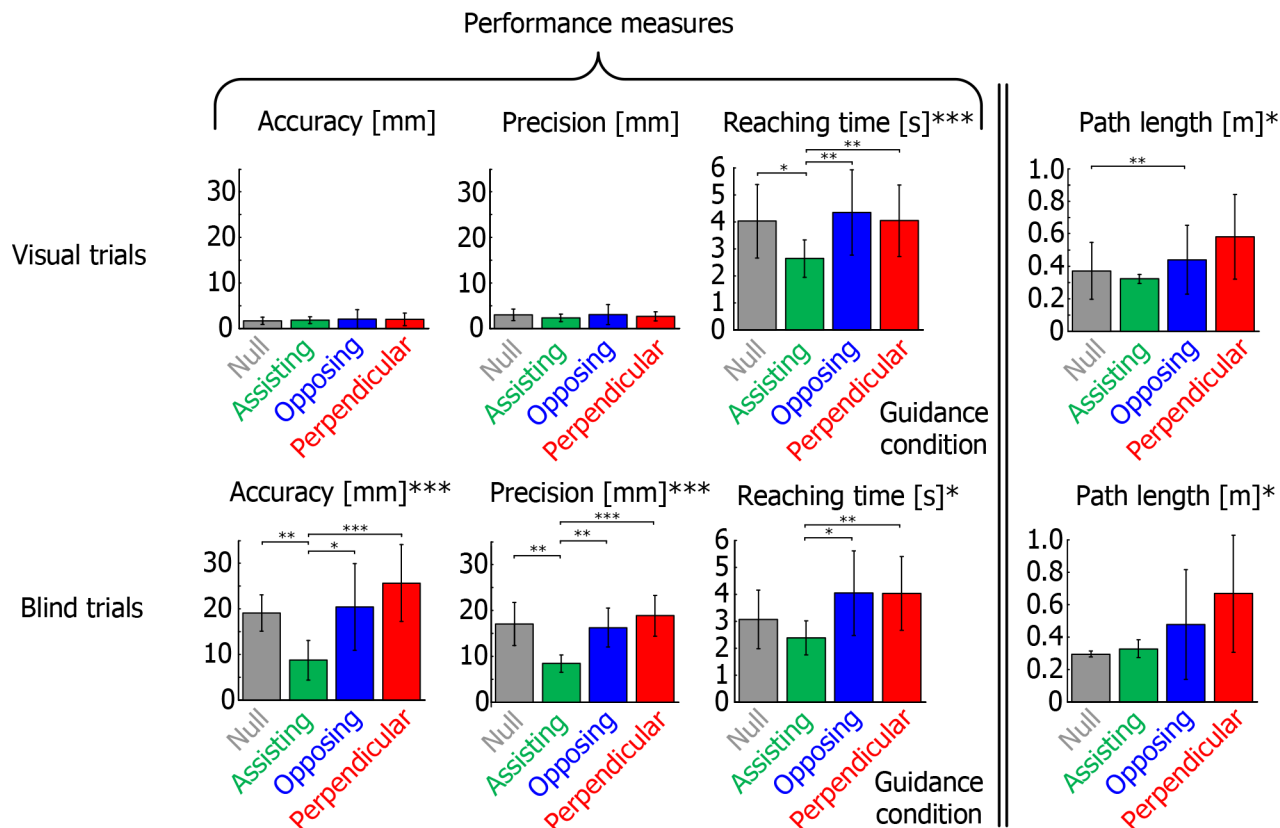 Performance measures
Accuracy [mm]
Precision [mm]
Reaching time [s]***
Path length [m]*
Visual trials
30
20
10
0
Null
Assisting
Opposing
Perpendicular
30
20
10
0
Null
Assisting
Opposing
Perpendicular
*
**
**
6
5
4
3
2
1
0
Null
Assisting
Opposing
Perpendicular
Guidance
condition
**
1.0
0.8
0.6
0.4
0.2
0
Null
Assisting
Opposing
Perpendicular
Accuracy [mm]***
Precision [mm]***
Reaching time [s]*
Path length [m]*
Blind trials
**
***
*
30
20
10
0
Null
Assisting
Opposing
Perpendicular
**
***
**
30
20
10
0
Null
Assisting
Opposing
Perpendicular
**
*
6
5
4
3
2
1
0
Null
Assisting
Opposing
Perpendicular
Guidance
condition
1.0
0.8
0.6
0.4
0.2
0
Null
Assisting
Opposing
Perpendicular